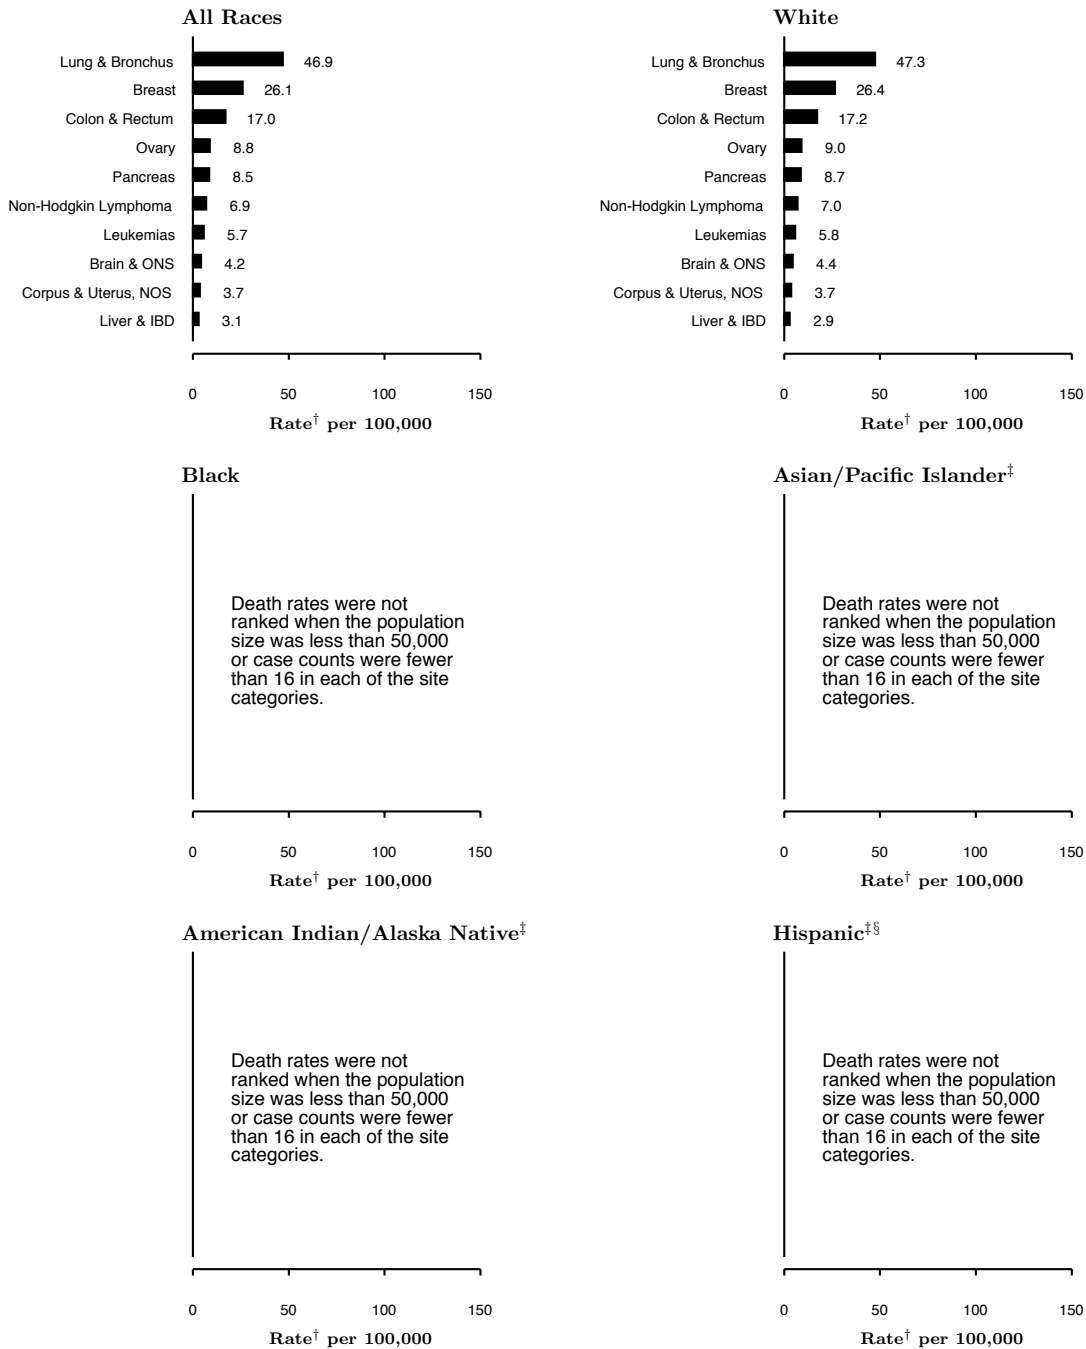 All Races
Lung & Bronchus 46.9
Breast 26.1
Colon & Rectum 17.0
Ovary 8.8
Pancreas 8.5
Non-Hodgkin Lymphoma 6.9
Leukemias 5.7
Brain & ONS 4.2
Corpus & Uterus, NOS 3.7
Liver & IBD 3.1
0 50 100 150
Rate† per 100,000
White
Lung & Bronchus 47.3
Breast 26.4
Colon & Rectum 17.2
Ovary 9.0
Pancreas 8.7
Non-Hodgkin Lymphoma 7.0
Leukemias 5.8
Brain & ONS 4.4
Corpus & Uterus, NOS 3.7
Liver & IBD 2.9
0 50 100 150
Rate† per 100,000
Black
Death rates were not
ranked when the population
size was less than 50,000
or case counts were fewer
than 16 in each of the site
categories.
0 50 100 150
Rate† per 100,000
Asian/Pacific Islander‡
Death rates were not
ranked when the population
size was less than 50,000
or case counts were fewer
than 16 in each of the site
categories.
0 50 100 150
Rate† per 100,000
American Indian/Alaska Native‡
Death rates were not
ranked when the population
size was less than 50,000
or case counts were fewer
than 16 in each of the site
categories.
0 50 100 150
Rate† per 100,000
Hispanic‡§
Death rates were not
ranked when the population
size was less than 50,000
or case counts were fewer
than 16 in each of the site
categories.
0 50 100 150
Rate† per 100,000